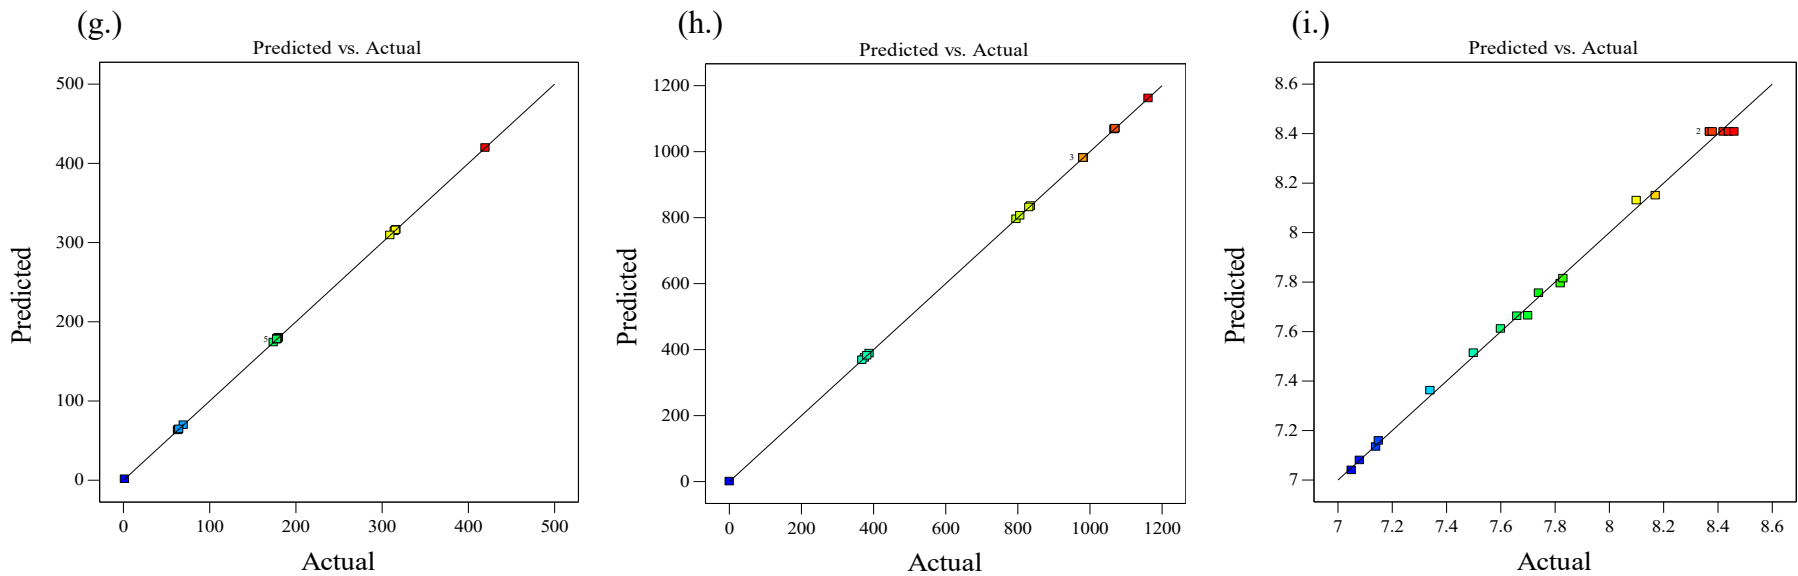 (g.)
Predicted vs. Actual
500
400
300
200
100
0
5
0 100 200 300 400 500
Predicted
Actual
(h.)
Predicted vs. Actual
1200
1000
800
600
400
200
0
3
0 200 400 600 800 1000 1200
Predicted
Actual
(i.)
Predicted vs. Actual
8.6
8.4
8.2
8
7.8
7.6
7.4
7.2
7
2
7 7.2 7.4 7.6 7.8 8 8.2 8.4 8.6
Predicted
Actual